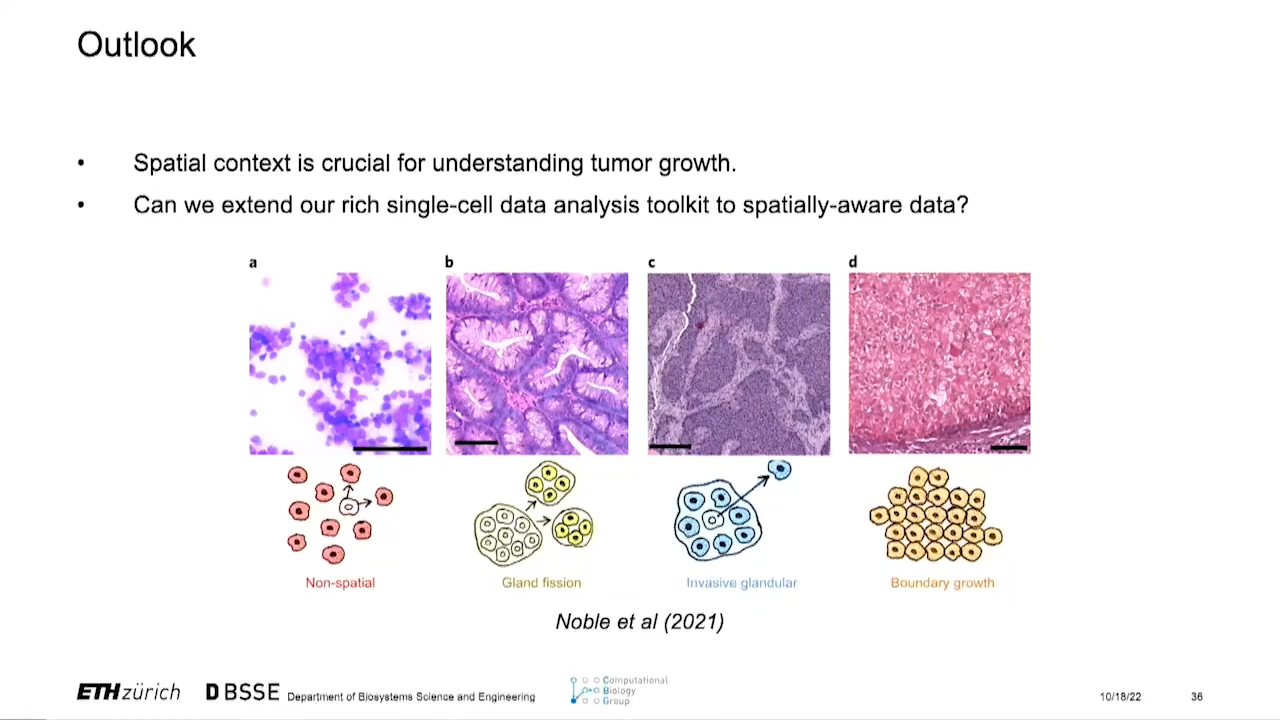 Outlook
• Spatial context is crucial for understanding tumor growth.
• Can we extend our rich single-cell data analysis toolkit to spatially-aware data?
a b c d
Non-spatial Gland fission Invasive glandular Boundary growth
Noble et al (2021)
ETH zürich D BSSE Department of Biosystems Science and Engineering
Computational
Biology
Group
10/18/22 36